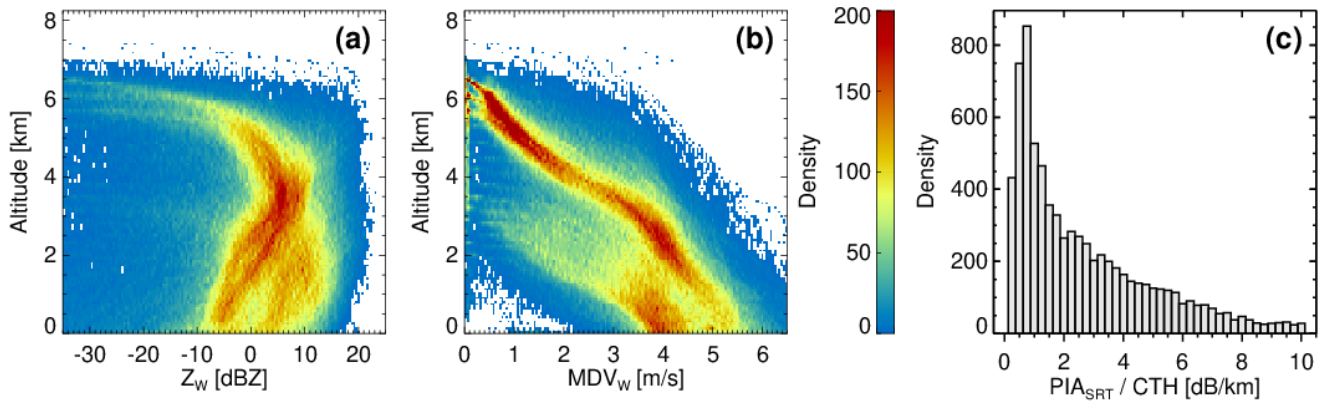 (a)
8
6
4
2
0
Altitude [km]
-30 -20 -10 0 10 20
Z_W [dBZ]
(b)
8
6
4
2
0
Altitude [km]
0 1 2 3 4 5 6
MDV_W [m/s]
200
150
100
50
0
Density
(c)
800
600
400
200
0
Density
0 2 4 6 8 10
PIA_SRT / CTH [dB/km]